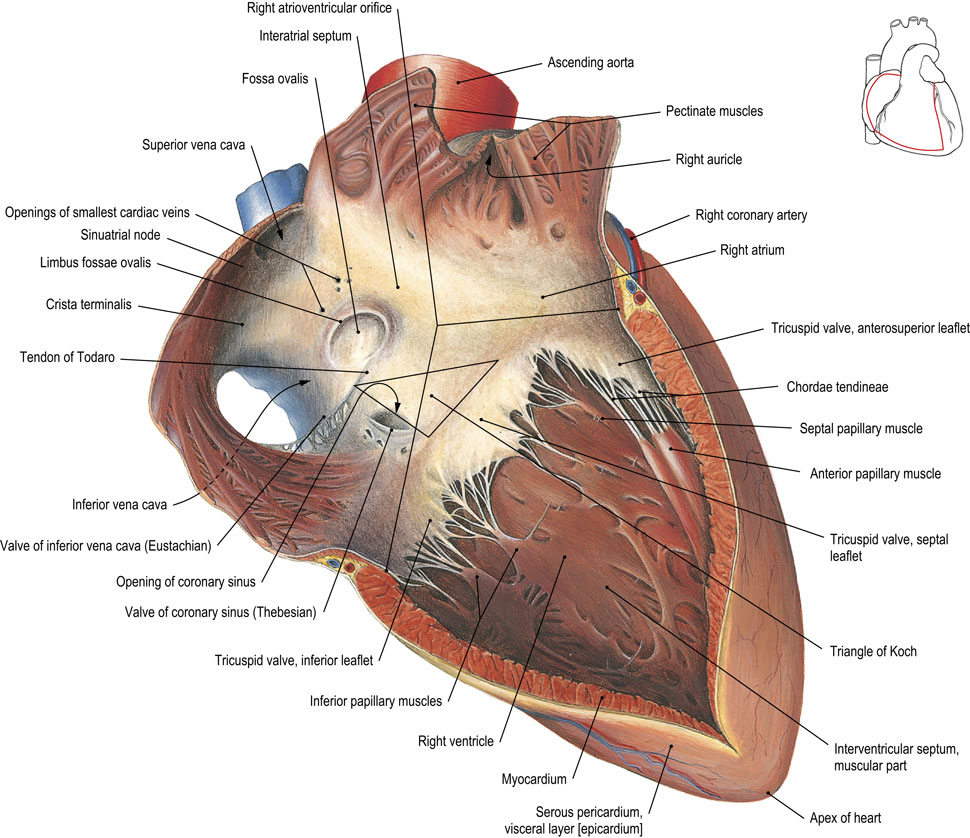 Right atrioventricular orifice
Interatrial septum
Fossa ovalis
Superior vena cava
Openings of smallest cardiac veins
Sinuatrial node
Limbus fossae ovalis
Crista terminalis
Tendon of Todaro
Inferior vena cava
Valve of inferior vena cava (Eustachian)
Opening of coronary sinus
Valve of coronary sinus (Thebesian)
Tricuspid valve, inferior leaflet
Inferior papillary muscles
Right ventricle
Myocardium
Serous pericardium,
visceral layer [epicardium]
Ascending aorta
Pectinate muscles
Right auricle
Right coronary artery
Right atrium
Tricuspid valve, anterosuperior leaflet
Chordae tendineae
Septal papillary muscle
Anterior papillary muscle
Tricuspid valve, septal
leaflet
Triangle of Koch
Interventricular septum,
muscular part
Apex of heart